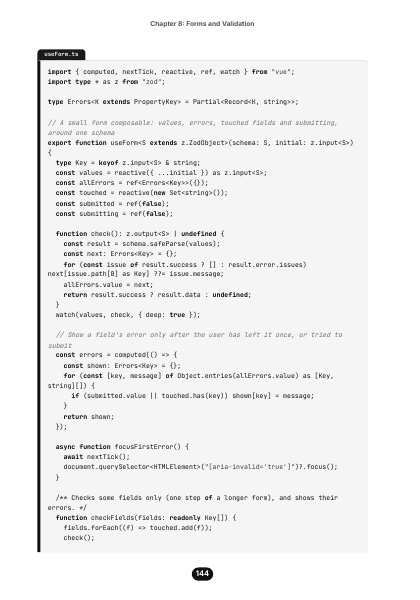 Chapter 8: Forms and Validation
useForm.ts
import { computed, nextTick, reactive, ref, watch } from "vue";
import type * as z from "zod";
type Errors<K extends PropertyKey> = Partial<Record<K, string>>;
// A small form composable: values, errors, touched fields and submitting,
around one schema
export function useForm<S extends z.ZodObject>(schema: S, initial: z.input<S>)
{
  type Key = keyof z.input<S> & string;
  const values = reactive({ ...initial }) as z.input<S>;
  const allErrors = ref<Errors<Key>>({});
  const touched = reactive(new Set<string>());
  const submitted = ref(false);
  const submitting = ref(false);
  function check(): z.output<S> | undefined {
    const result = schema.safeParse(values);
    const next: Errors<Key> = {};
    for (const issue of result.success ? [] : result.error.issues)
next[issue.path[0] as Key] ??= issue.message;
    allErrors.value = next;
    return result.success ? result.data : undefined;
  }
  watch(values, check, { deep: true });
  // Show a field's error only after the user has left it once, or tried to
submit
  const errors = computed(() => {
    const shown: Errors<Key> = {};
    for (const [key, message] of Object.entries(allErrors.value) as [Key,
string][]) {
      if (submitted.value || touched.has(key)) shown[key] = message;
    }
    return shown;
  });
  async function focusFirstError() {
    await nextTick();
    document.querySelector<HTMLElement>("[aria-invalid='true']")?.focus();
  }
  /** Checks some fields only (one step of a longer form), and shows their
errors. */
  function checkFields(fields: readonly Key[]) {
    fields.forEach((f) => touched.add(f));
    check();
144